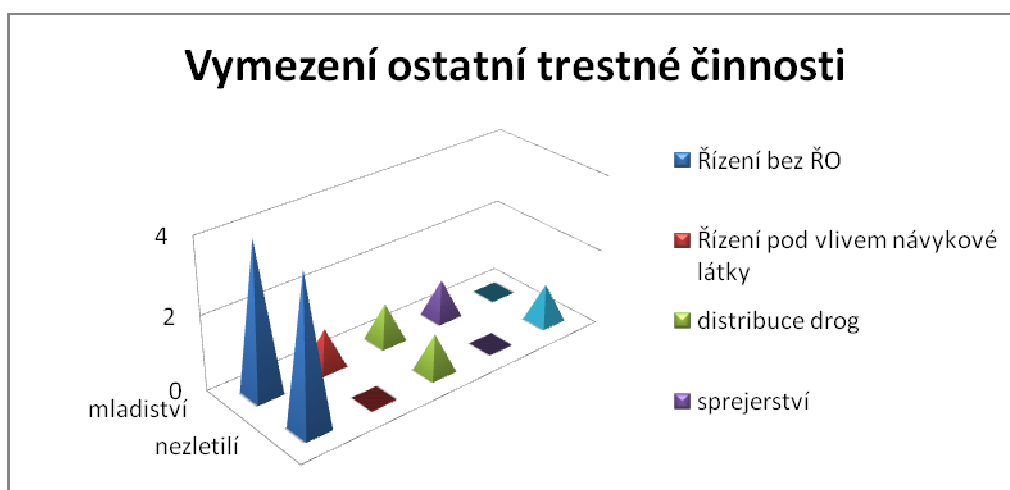 Vymezení ostatní trestné činnosti
4
2
0
mladiství
nezletilí
Řízení bez ŘO
Řízení pod vlivem návykové
látky
distribuce drog
sprejerství